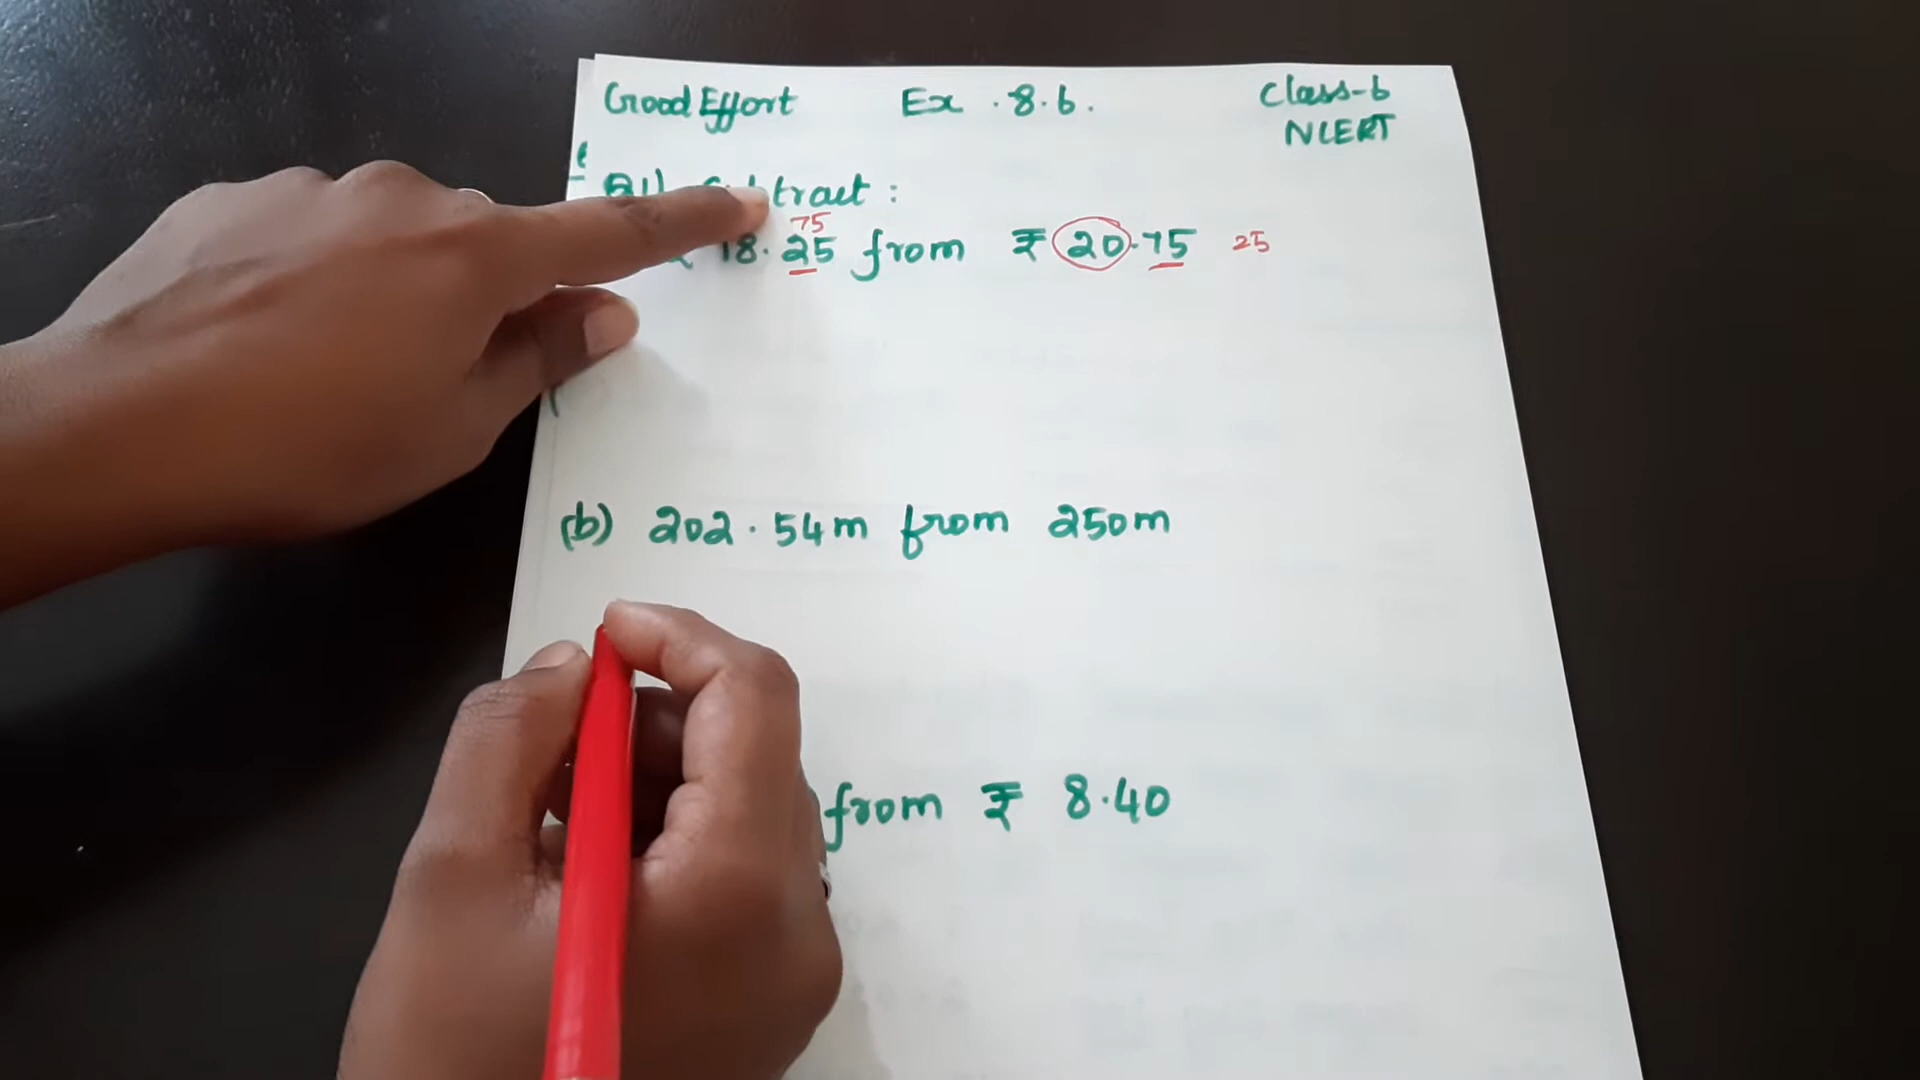 Good Effort Ex. 8.6. Class-6
NCERT
Subtract :
75
18.25 from ₹ 20.75 25
(b) 202.54m from 250m
from ₹ 8.40